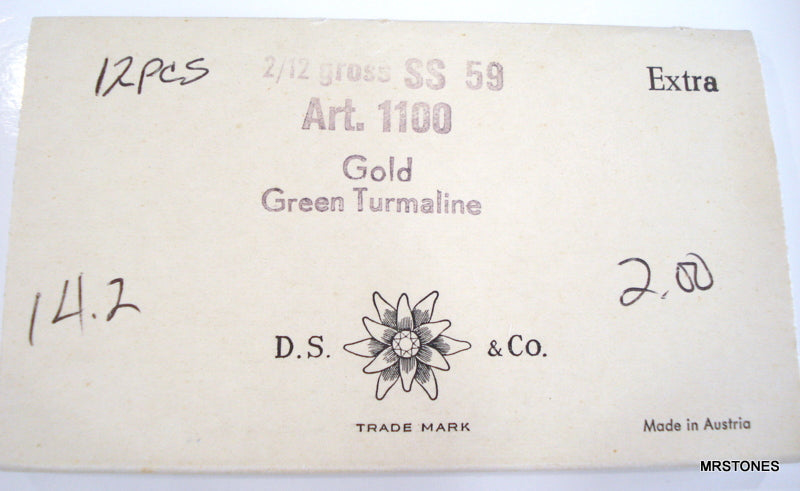 12PCS
2/12 gross SS 59
Extra
Art. 1100
Gold
Green Turmaline
14.2
2.00
D.S. & Co.
TRADE MARK
Made in Austria
MRSTONES